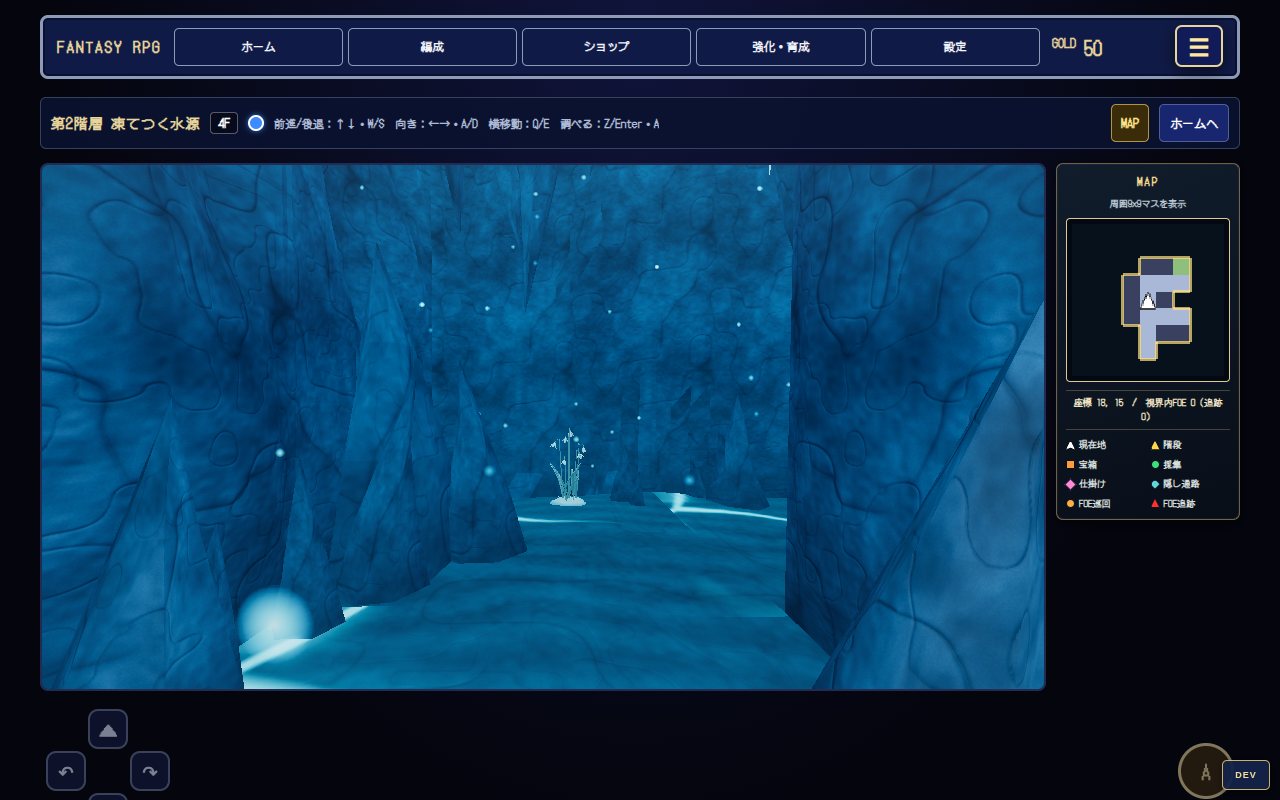 FANTASY RPG ホーム 編成 ショップ 強化・育成 設定 GOLD 50
第2階層 凍てつく水源 4F 前進/後退：↑↓・W/S 向き：←→・A/D 横移動：Q/E 調べる：Z/Enter・A MAP ホームへ
MAP
周囲9x9マスを表示
座標 18, 15 / 視界内FOE 0（追跡
0）
現在地 階段
宝箱 採集
仕掛け 隠し通路
FOE巡回 FOE追跡
A DEV